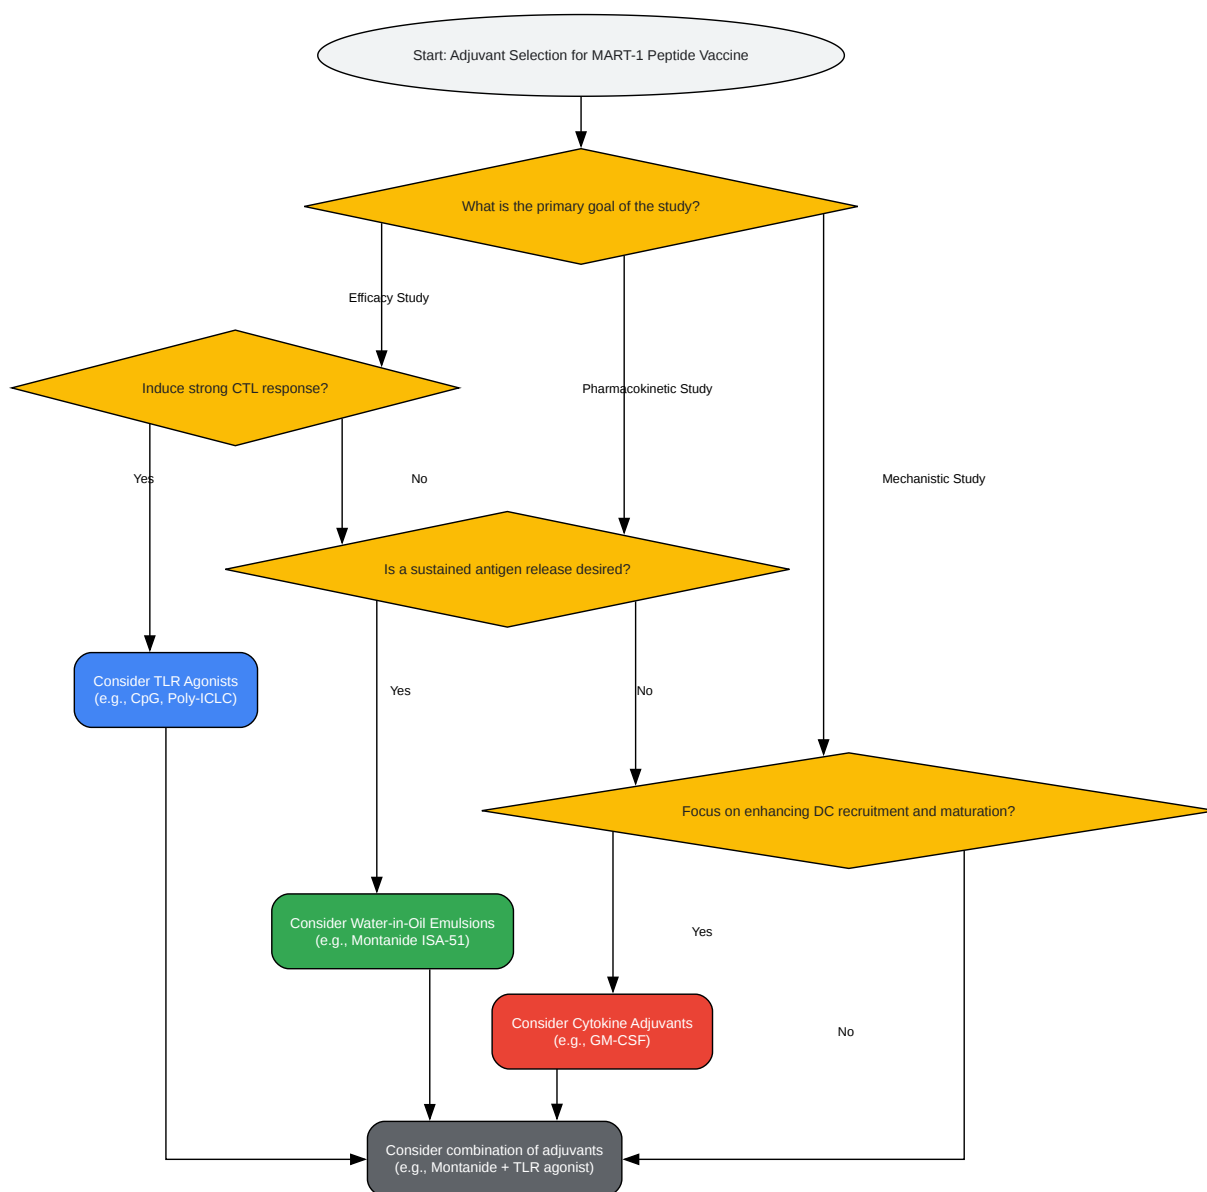 Start: Adjuvant Selection for MART-1 Peptide Vaccine
What is the primary goal of the study?
Efficacy Study
Induce strong CTL response?
Pharmacokinetic Study
Yes
No
Mechanistic Study
Is a sustained antigen release desired?
Consider TLR Agonists
(e.g., CpG, Poly-ICLC)
Yes
No
Focus on enhancing DC recruitment and maturation?
Consider Water-in-Oil Emulsions
(e.g., Montanide ISA-51)
Yes
Consider Cytokine Adjuvants
(e.g., GM-CSF)
No
Consider combination of adjuvants
(e.g., Montanide + TLR agonist)